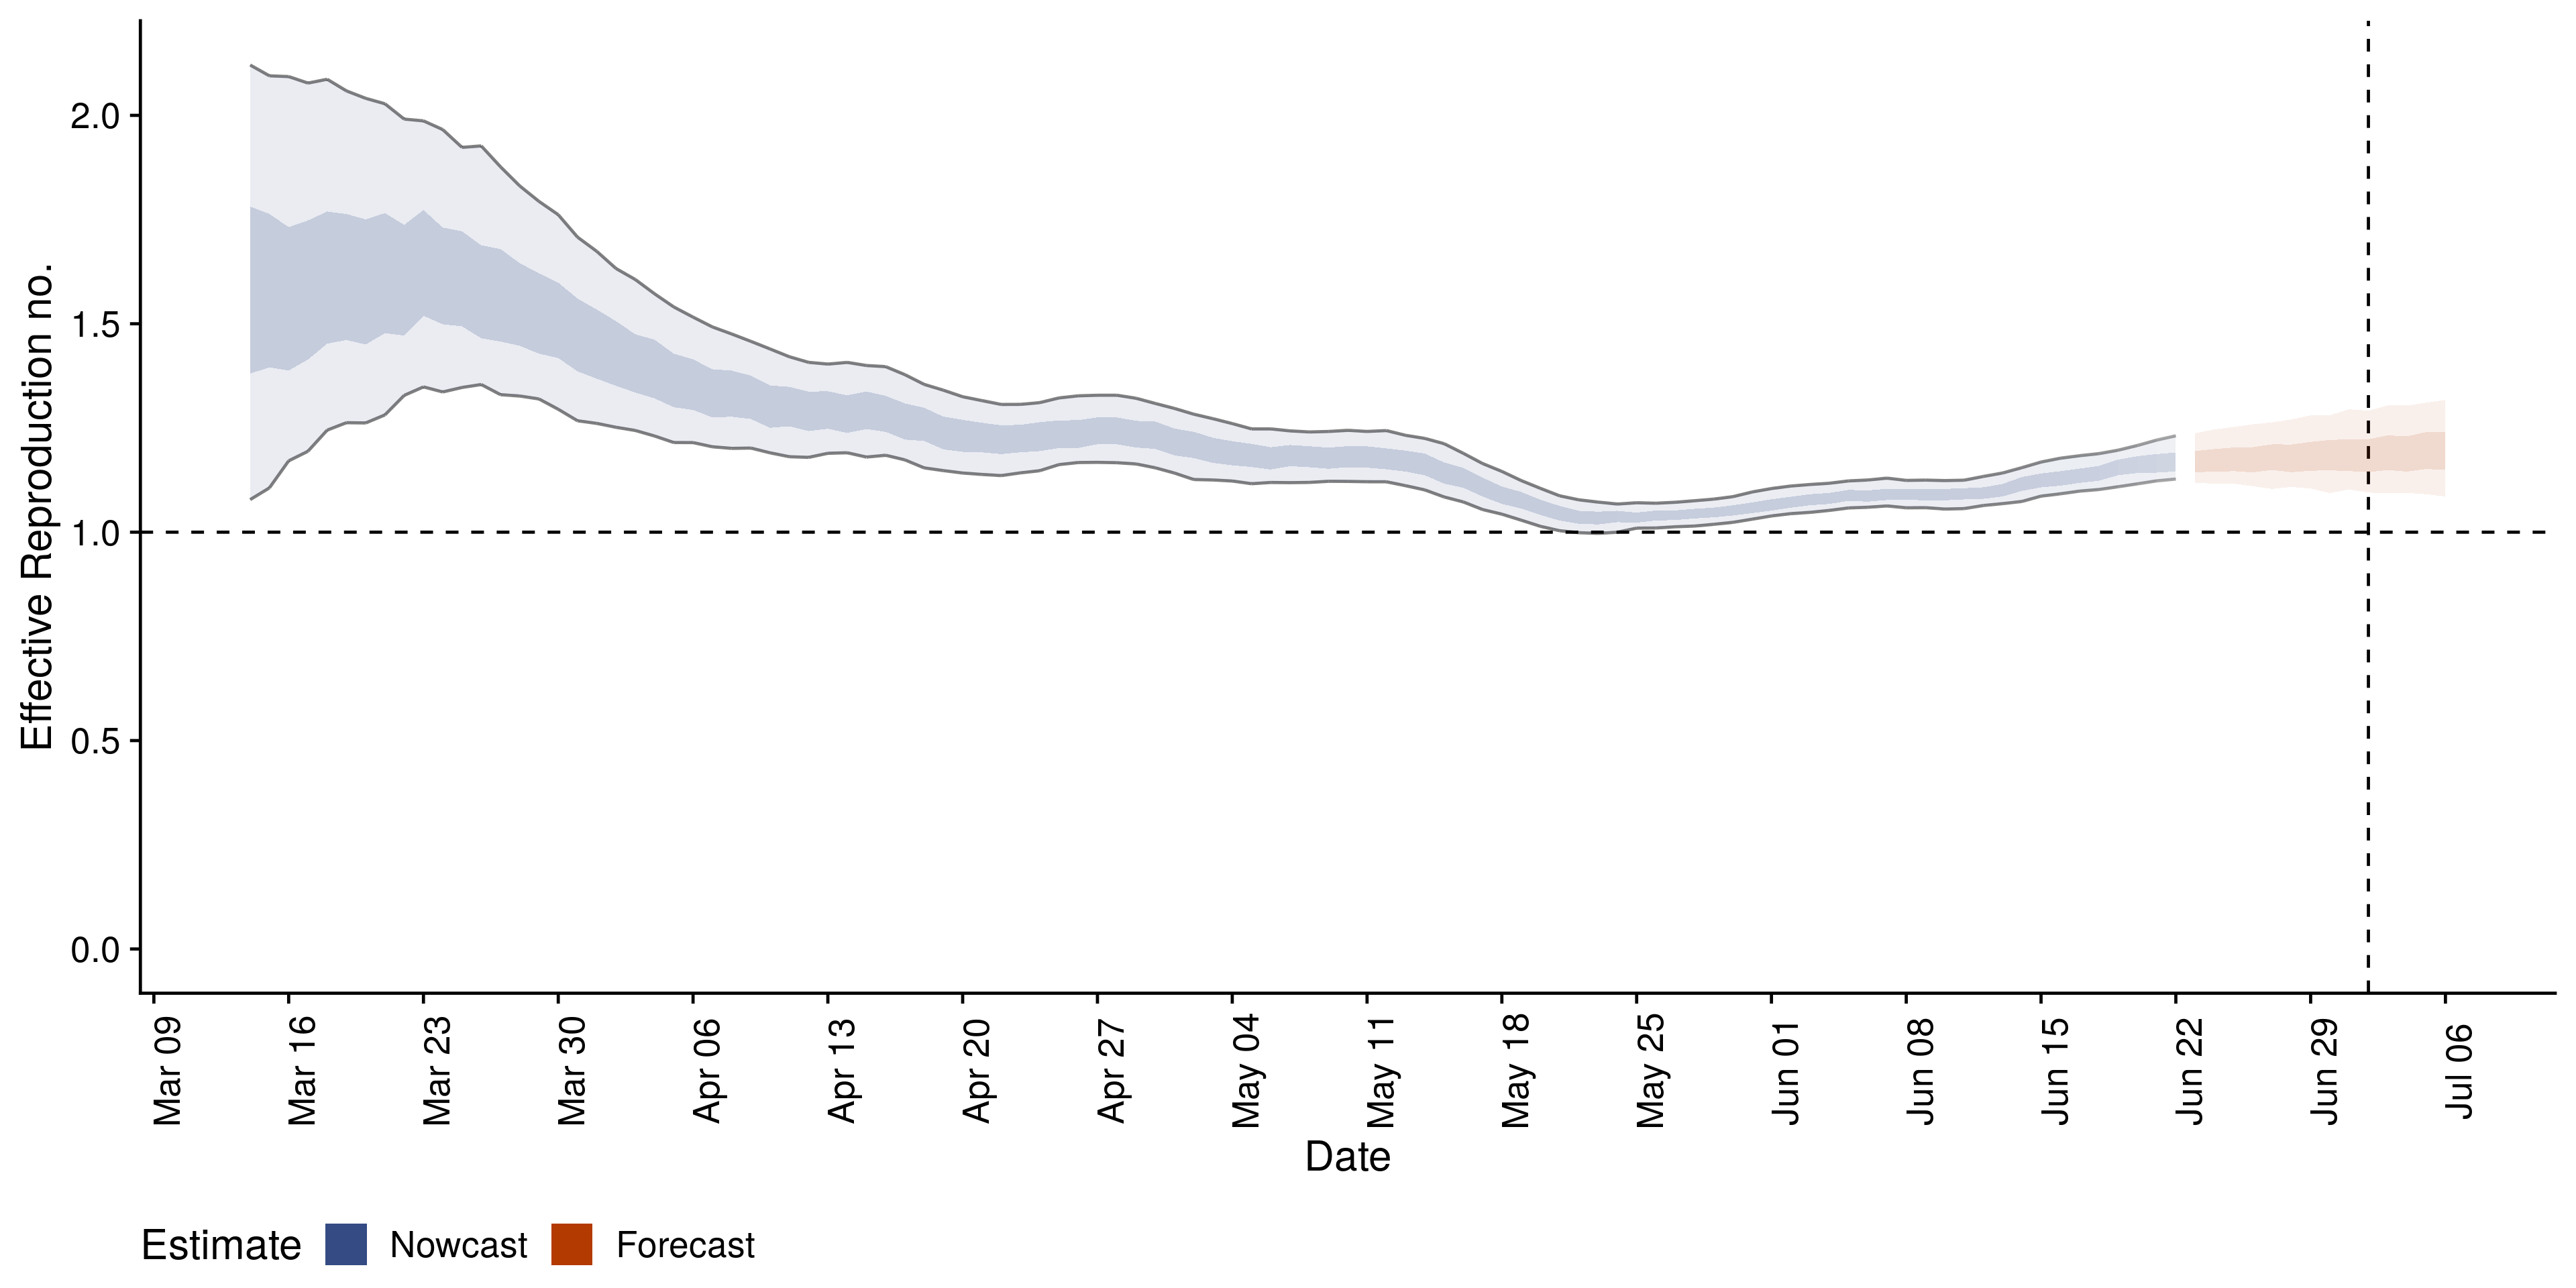 Effective Reproduction no.
2.0
1.5
1.0
0.5
0.0
Mar 09
Mar 16
Mar 23
Mar 30
Apr 06
Apr 13
Apr 20
Apr 27
May 04
May 11
May 18
May 25
Jun 01
Jun 08
Jun 15
Jun 22
Jun 29
Jul 06
Date
Estimate Nowcast Forecast